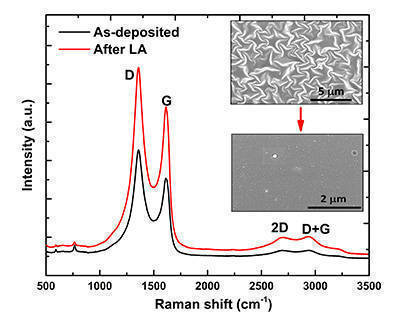 As-deposited
After LA
D
G
5 µm
2 µm
2D
D+G
Intensity (a.u.)
500
1000
1500
2000
2500
3000
3500
Raman shift (cm-1)